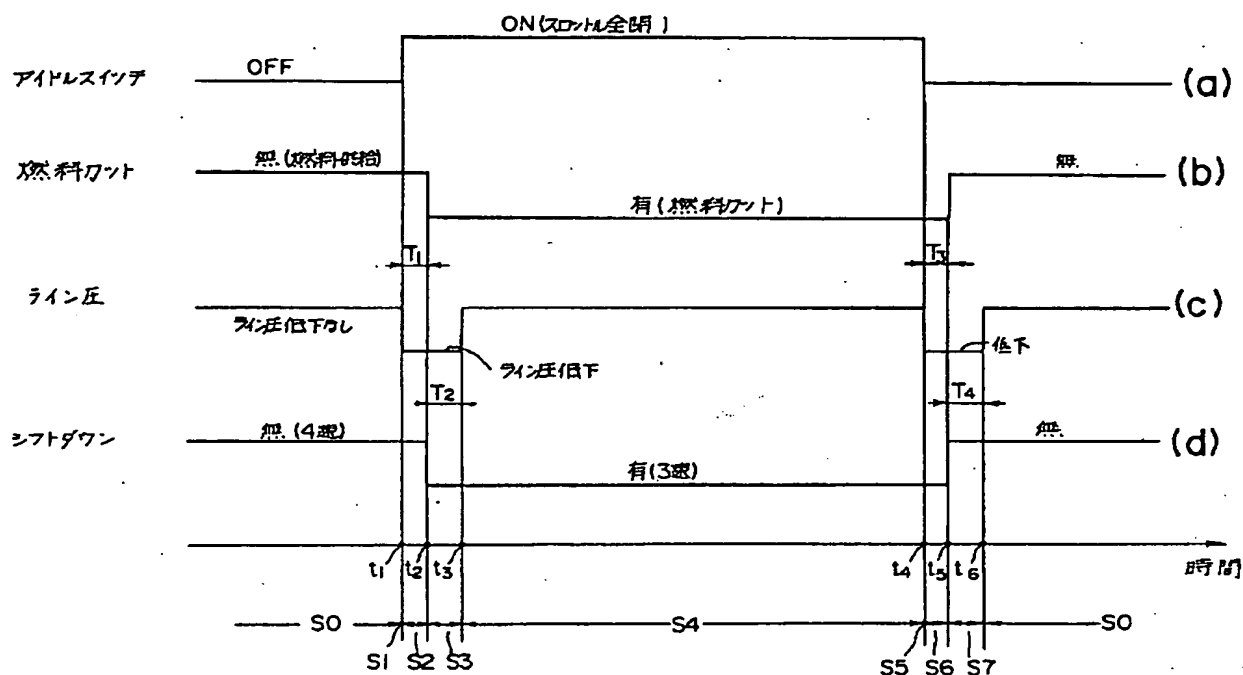 ON(スロットル全閉)
アイドルスイッチ
OFF
(a)
燃料カット
無(燃料供給)
無
(b)
有(燃料カット)
T1
T3
ライン圧
ライン圧低下なし
(c)
ライン圧低下
低下
T2
T4
シフトダウン
無(4速)
無
(d)
有(3速)
t1 t2 t3 t4 t5 t6
時間
S0 S4 S0
S1 S2 S3 S5 S6 S7